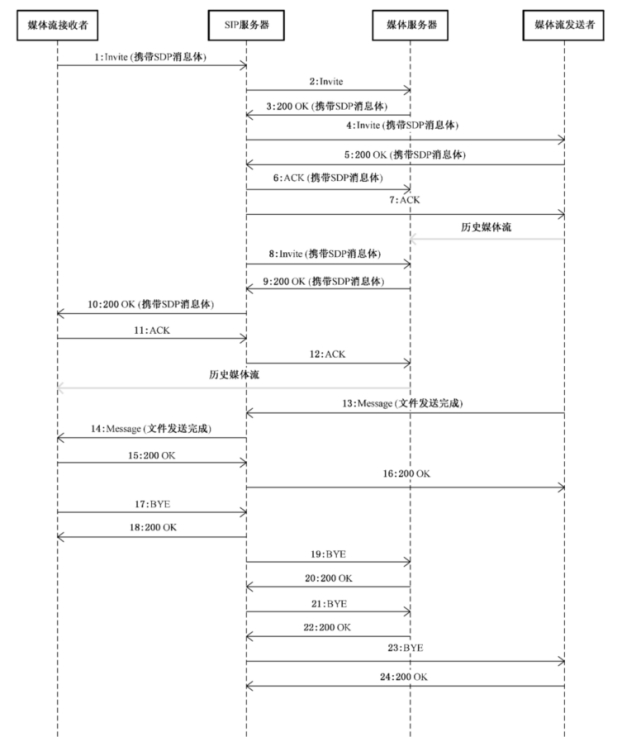 媒体流接收者
SIP服务器
媒体服务器
媒体流发送者
1:Invite (携带SDP消息体)
2:Invite
3:200 OK (携带SDP消息体)
4:Invite (携带SDP消息体)
5:200 OK (携带SDP消息体)
6:ACK (携带SDP消息体)
7:ACK
历史媒体流
8:Invite (携带SDP消息体)
9:200 OK (携带SDP消息体)
10:200 OK (携带SDP消息体)
11:ACK
12:ACK
历史媒体流
13:Message (文件发送完成)
14:Message (文件发送完成)
15:200 OK
16:200 OK
17:BYE
18:200 OK
19:BYE
20:200 OK
21:BYE
22:200 OK
23:BYE
24:200 OK